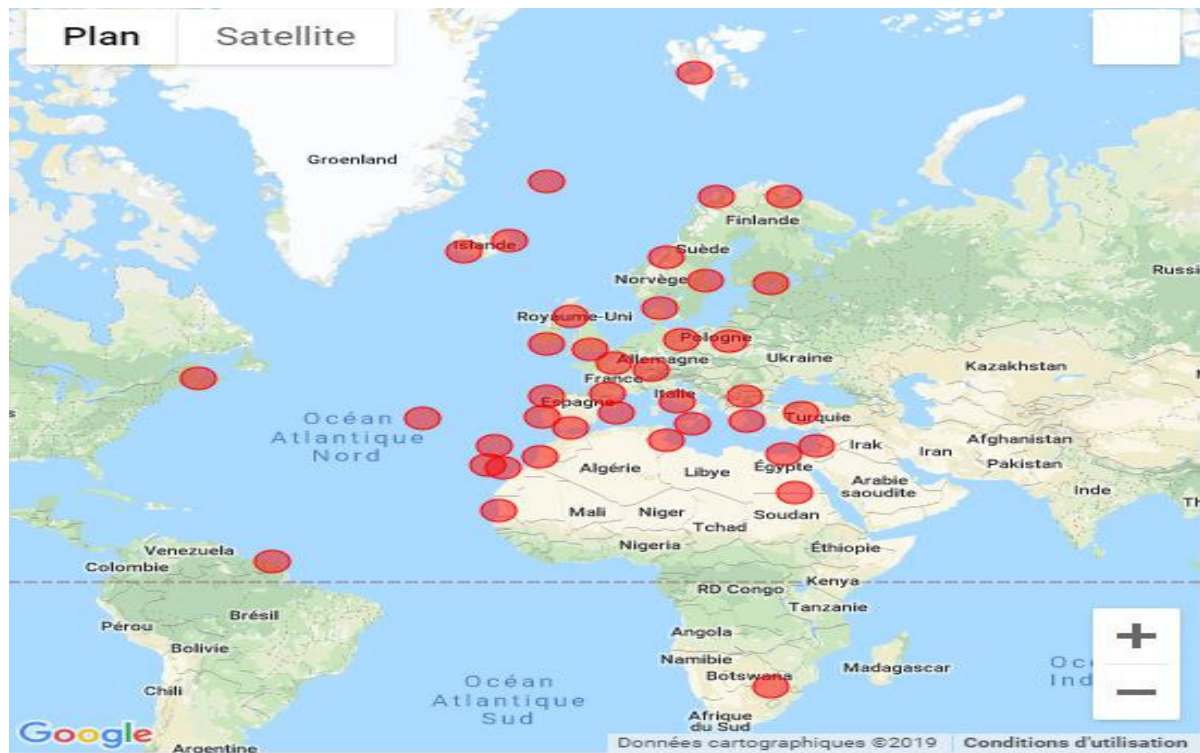 Plan
Satellite
Groenland
Islande
Finlande
Suède
Norvège
Royaume-Uni
Pologne
Allemagne
Ukraine
France
Kazakhstan
Espagne
Italie
Turquie
Océan
Atlantique
Nord
Irak
Iran
Afghanistan
Pakistan
Algérie
Libye
Égypte
Arabie
saoudite
Inde
Mali
Niger
Tchad
Soudan
Nigeria
Éthiopie
Venezuela
Colombie
RD Congo
Kenya
Tanzanie
Brésil
Pérou
Bolivie
Angola
Namibie
Botswana
Madagascar
Chili
Océan
Atlantique
Sud
Afrique
du Sud
Argentine
Google
Données cartographiques ©2019
Conditions d'utilisation